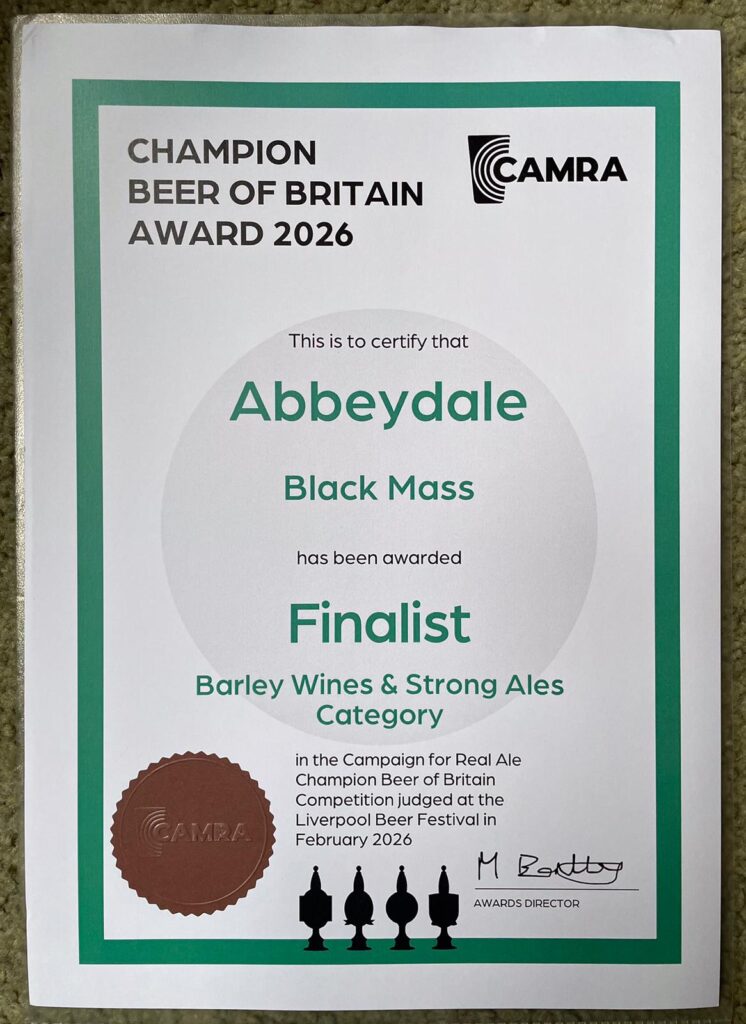 CHAMPION
BEER OF BRITAIN
AWARD 2026
CAMRA
This is to certify that
Abbeydale
Black Mass
has been awarded
Finalist
Barley Wines & Strong Ales
Category
in the Campaign for Real Ale
Champion Beer of Britain
Competition judged at the
Liverpool Beer Festival in
February 2026
CAMRA
M
AWARDS DIRECTOR